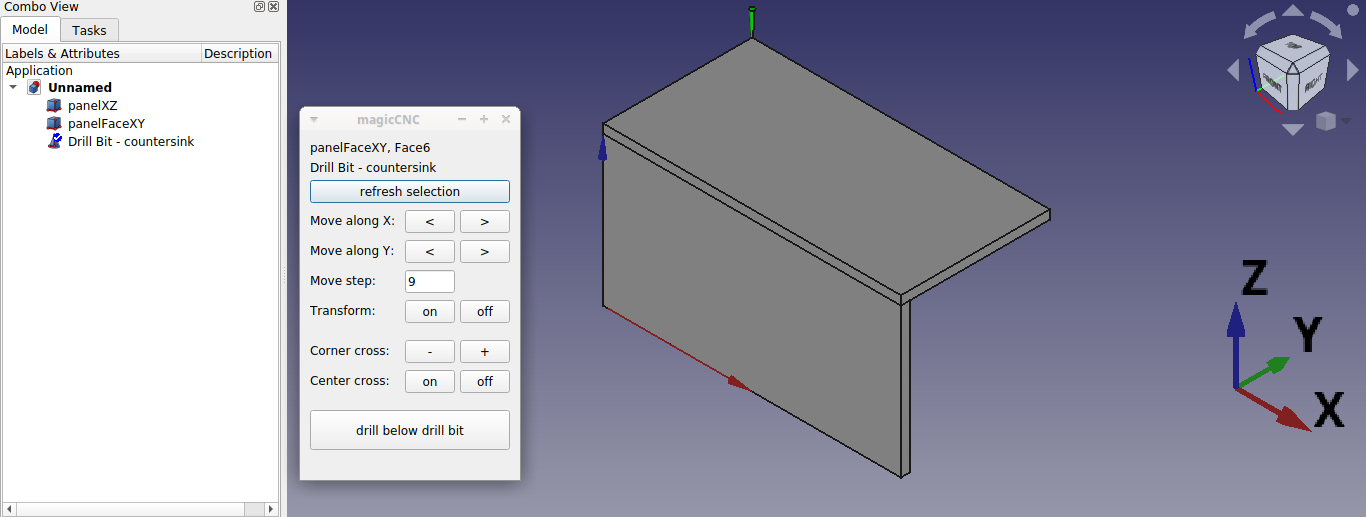 Combo View
Model Tasks
Labels & Attributes Description
Application
Unnamed
panelXZ
panelFaceXY
Drill Bit - countersink
magicCNC
panelFaceXY, Face6
Drill Bit - countersink
refresh selection
Move along X: < >
Move along Y: < >
Move step: 9
Transform: on off
Corner cross: - +
Center cross: on off
drill below drill bit
FRONT RIGHT
Z
Y
X